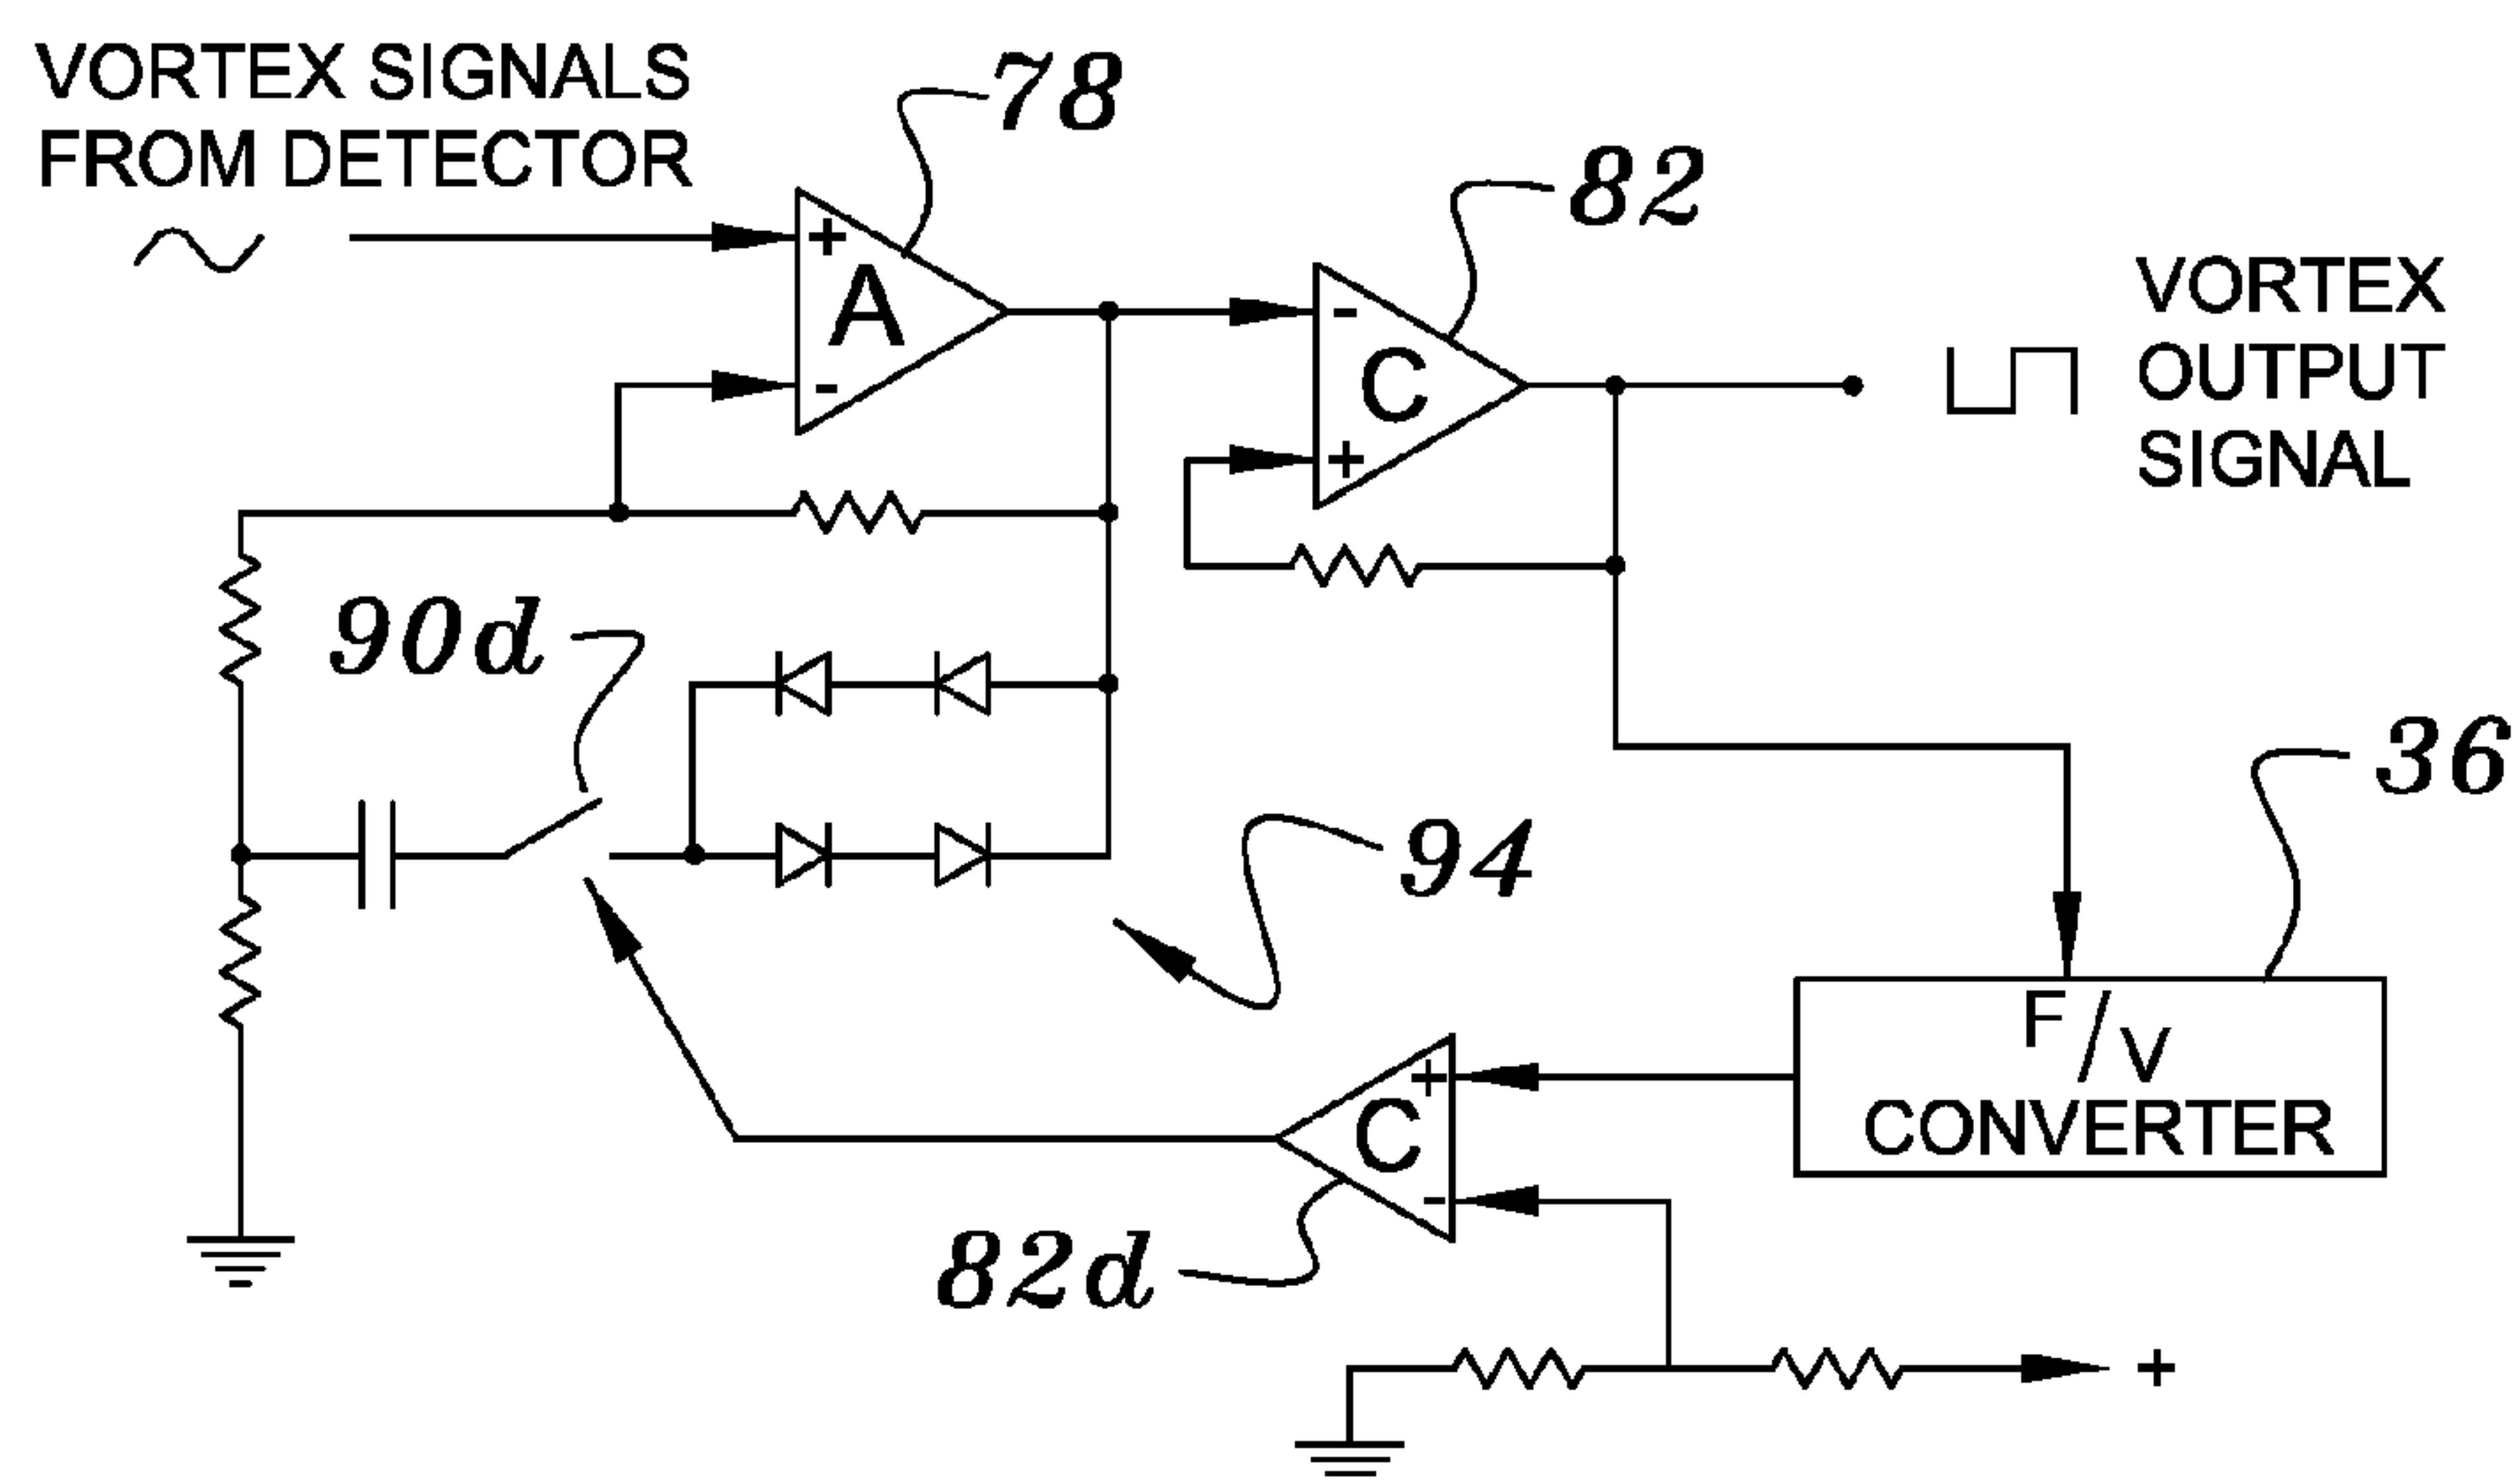 VORTEX SIGNALS
FROM DETECTOR
78
82
+
A
-
-
C
+
VORTEX
OUTPUT
SIGNAL
90d
36
94
F/V
CONVERTER
+
C
-
82d
+